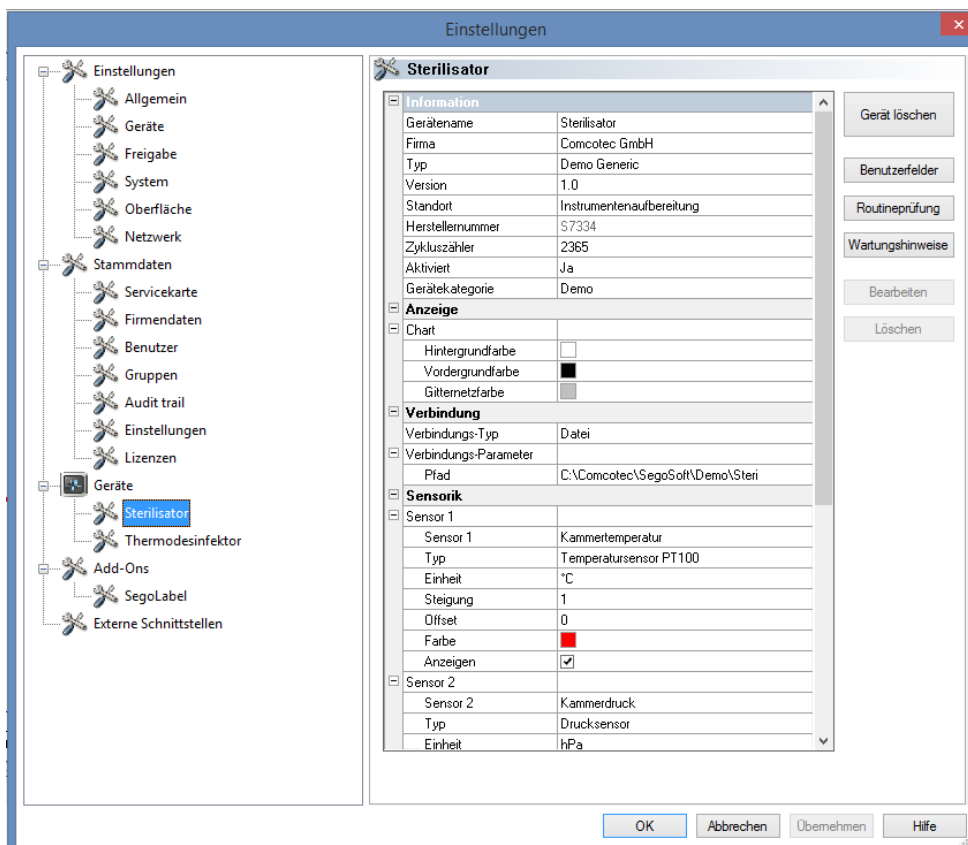 Einstellungen
Einstellungen
Allgemein
Geräte
Freigabe
System
Oberfläche
Netzwerk
Stammdaten
Servicekarte
Firmendaten
Benutzer
Gruppen
Audit trail
Einstellungen
Lizenzen
Geräte
Sterilisator
Thermodesinfektor
Add-Ons
SegoLabel
Externe Schnittstellen
Sterilisator
Information
Gerätename Sterilisator
Firma Comcotec GmbH
Typ Demo Generic
Version 1.0
Standort Instrumentenaufbereitung
Herstellernummer S7334
Zykluszähler 2365
Aktiviert Ja
Gerätekategorie Demo
Anzeige
Chart
Hintergrundfarbe
Vordergrundfarbe
Gitternetzfarbe
Verbindung
Verbindungs-Typ Datei
Verbindungs-Parameter
Pfad C:\Comcotec\SegoSoft\Demo\Steri
Sensorik
Sensor 1
Sensor 1 Kammertemperatur
Typ Temperatursensor PT100
Einheit °C
Steigung 1
Offset 0
Farbe
Anzeigen
Sensor 2
Sensor 2 Kammerdruck
Typ Drucksensor
Einheit hPa
Gerät löschen
Benutzerfelder
Routineprüfung
Wartungshinweise
Bearbeiten
Löschen
OK Abbrechen Übernehmen Hilfe